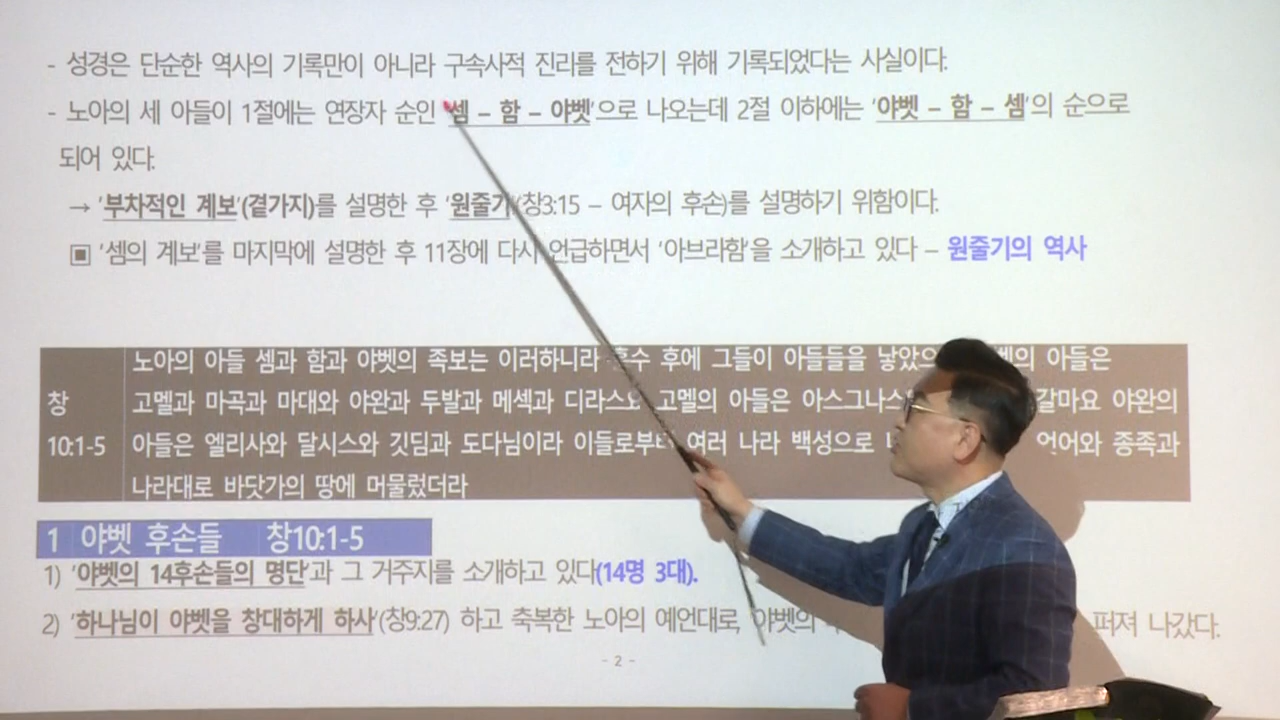 - 성경은 단순한 역사의 기록만이 아니라 구속사적 진리를 전하기 위해 기록되었다는 사실이다.
- 노아의 세 아들이 1절에는 연장자 순인 '셈 – 함 – 야벳'으로 나오는데 2절 이하에는 '야벳 – 함 – 셈'의 순으로
되어 있다.
→ '부차적인 계보'(곁가지)를 설명한 후 '원줄기'(창3:15 – 여자의 후손)를 설명하기 위함이다.
▣ '셈의 계보'를 마지막에 설명한 후 11장에 다시 언급하면서 '아브라함'을 소개하고 있다 – 원줄기의 역사
노아의 아들 셈과 함과 야벳의 족보는 이러하니라 홍수 후에 그들이 아들들을 아들은
창 고멜과 마곡과 마대와 야완과 두발과 메섹과 디라스요 고멜의 아들은 야완의
10:1-5 아들은 엘리사와 달시스와 깃딤과 도다님이라 이들로부터 여러 나라 백성으로 종족과
나라대로 바닷가의 땅에 머물렀더라
1 야벳 후손들 창10:1-5
1) '야벳의 14후손들의 명단'과 그 거주지를 소개하고 있다(14명 3대).
2) '하나님이 야벳을 창대하게 하사'(창9:27) 하고 축복한 노아의 예언대로, 야벳의 퍼져 나갔다.
- 2 -